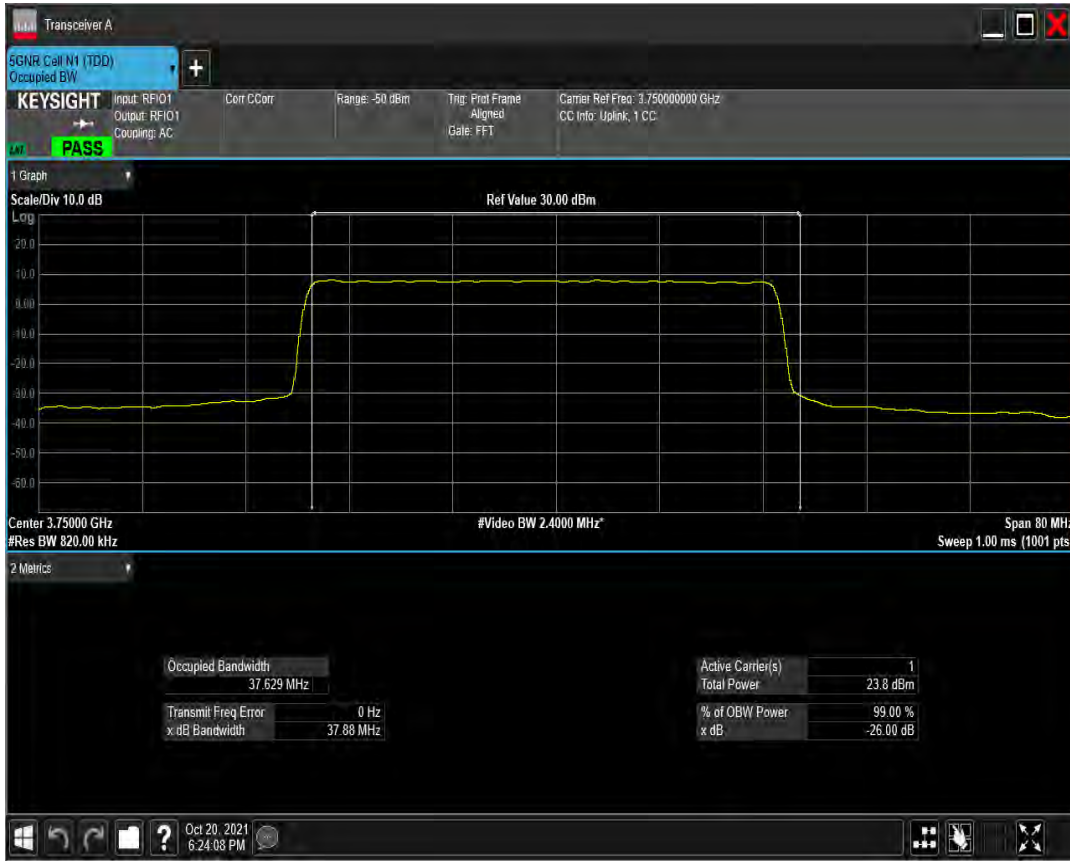 Transceiver A
5GNR Cell N1 (TDD)
Occupied BW
+
KEYSIGHT
Input: RFIO1
Output: RFIO1
Coupling: AC
Corr CCorr
Range: -50 dBm
Trig: Prot Frame
Aligned
Gate: FFT
Carrier Ref Freq: 3.750000000 GHz
CC Info: Uplink, 1 CC
PASS
1 Graph
Scale/Div 10.0 dB
Ref Value 30.00 dBm
Log
20.0
10.0
0.00
-10.0
-20.0
-30.0
-40.0
-50.0
-60.0
Center 3.75000 GHz
#Video BW 2.4000 MHz*
Span 80 MHz
#Res BW 820.00 kHz
Sweep 1.00 ms (1001 pts
2 Metrics
Occupied Bandwidth
37.629 MHz
Transmit Freq Error 0 Hz
x dB Bandwidth 37.88 MHz
Active Carrier(s) 1
Total Power 23.8 dBm
% of OBW Power 99.00 %
x dB -26.00 dB
?
Oct 20, 2021
6:24:08 PM